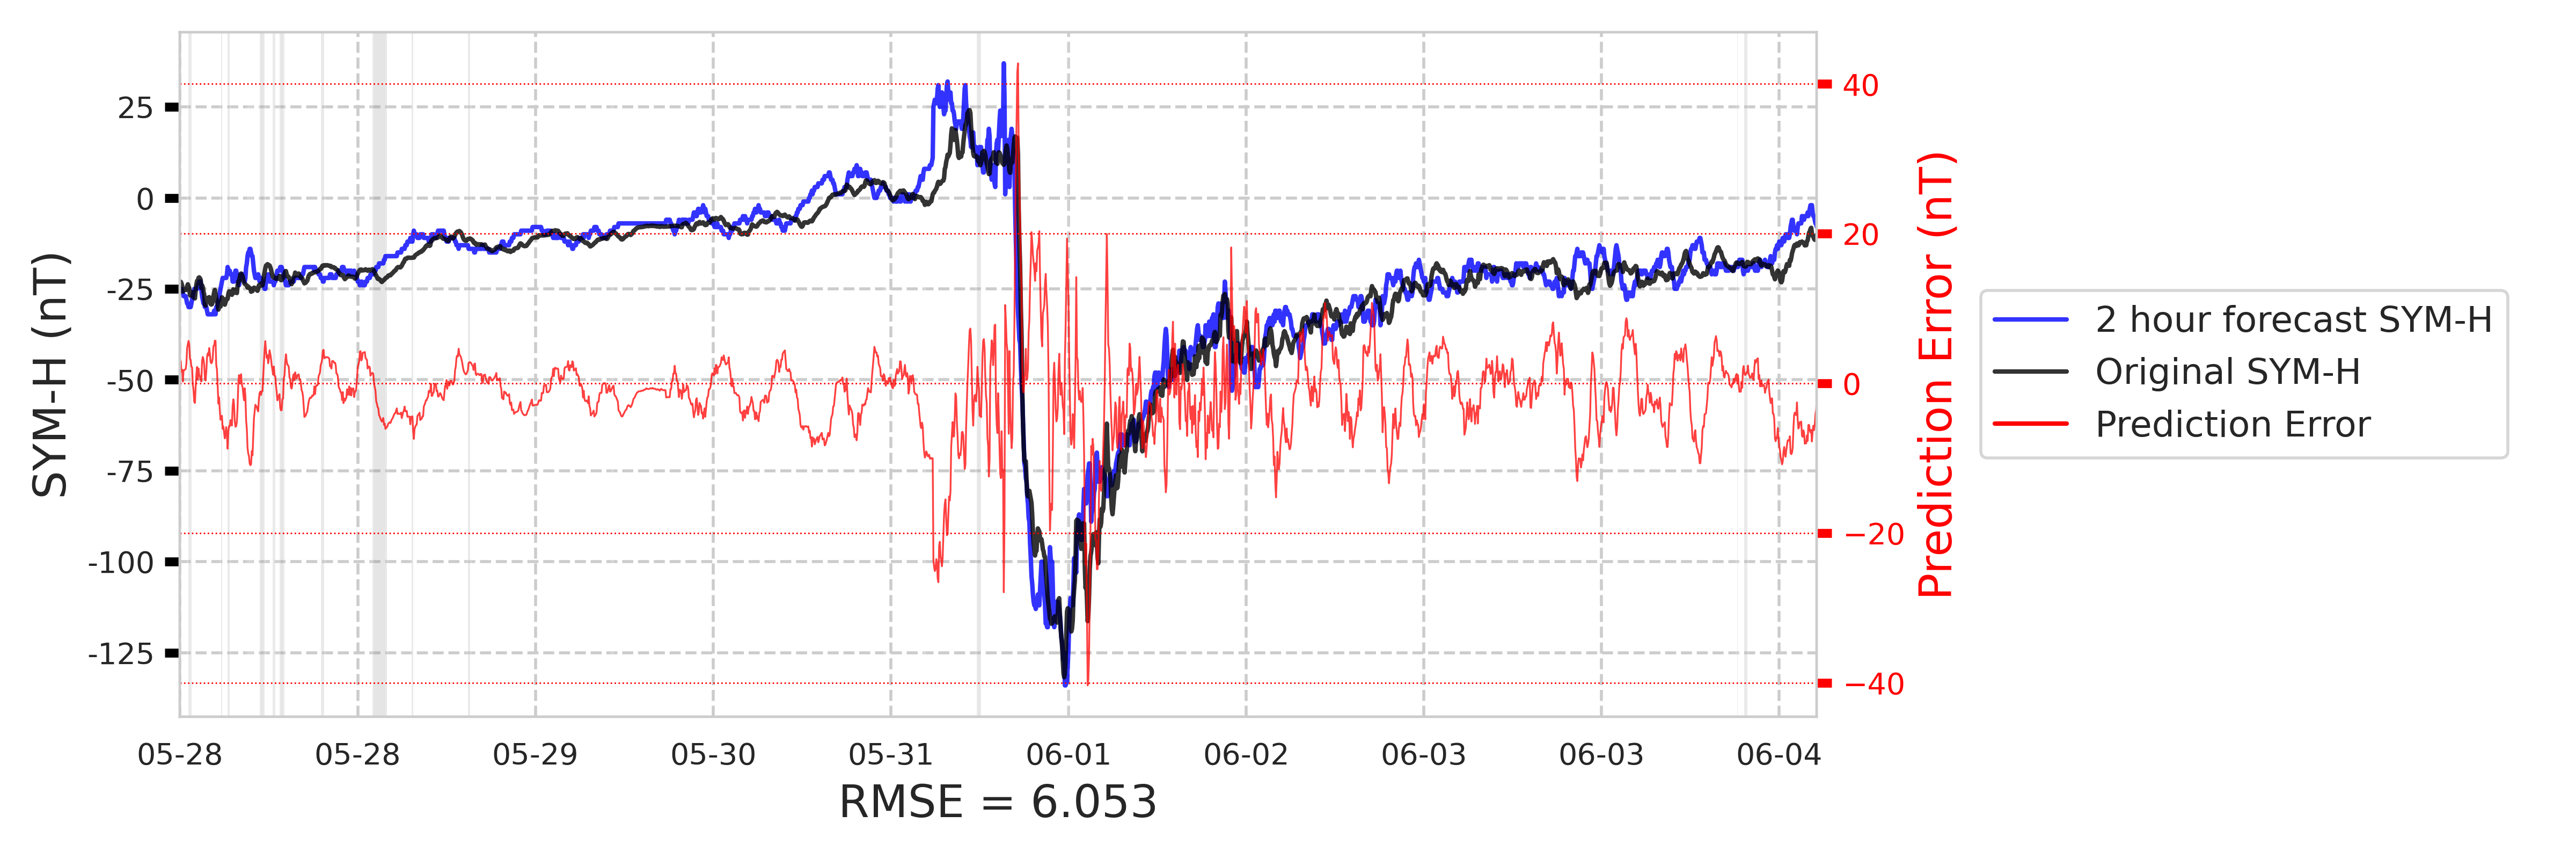 SYM-H (nT)
25
0
-25
-50
-75
-100
-125
40
20
0
−20
−40
Prediction Error (nT)
2 hour forecast SYM-H
Original SYM-H
Prediction Error
05-28 05-28 05-29 05-30 05-31 06-01 06-02 06-03 06-03 06-04
RMSE = 6.053